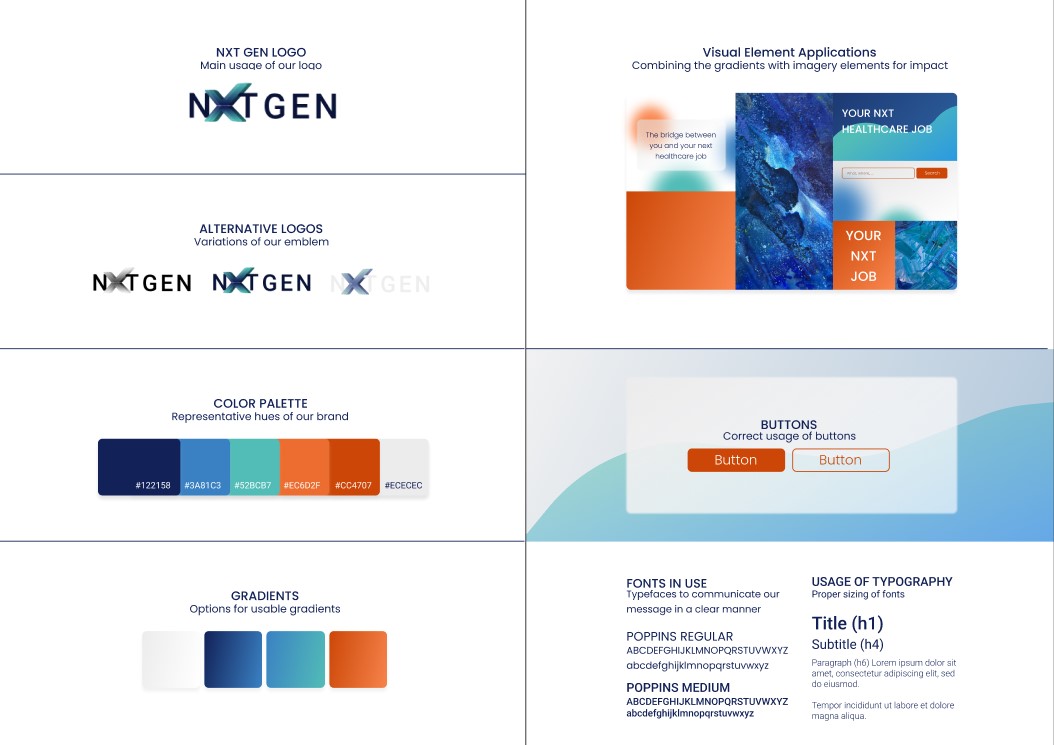 NXT GEN LOGO
Main usage of our logo
NXTGEN
ALTERNATIVE LOGOS
Variations of our emblem
NXTGEN NXTGEN NXTGEN
COLOR PALETTE
Representative hues of our brand
#122158 #3A81C3 #52BCB7 #EC6D2F #CC4707 #ECECEC
GRADIENTS
Options for usable gradients
Visual Element Applications
Combining the gradients with imagery elements for impact
The bridge between
you and your next
healthcare job
YOUR NXT
HEALTHCARE JOB
Search
YOUR
NXT
JOB
BUTTONS
Correct usage of buttons
Button Button
FONTS IN USE
Typefaces to communicate our
message in a clear manner
POPPINS REGULAR
ABCDEFGHIJKLMNOPQRSTUVWXYZ
abcdefghijklmnopqrstuvwxyz
POPPINS MEDIUM
ABCDEFGHIJKLMNOPQRSTUVWXYZ
abcdefghijklmnopqrstuvwxyz
USAGE OF TYPOGRAPHY
Proper sizing of fonts
Title (h1)
Subtitle (h4)
Paragraph (h6) Lorem ipsum dolor sit
amet, consectetur adipiscing elit, sed
do eiusmod.
Tempor incididunt ut labore et dolore
magna aliqua.